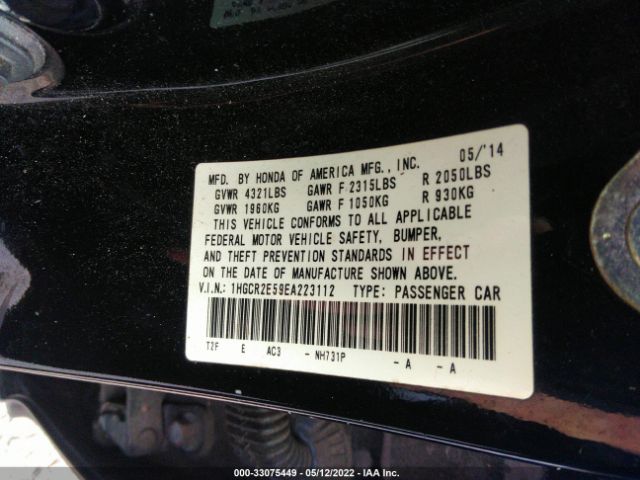 MFD. BY HONDA OF AMERICA MFG., INC. 05/'14
GVWR 4321LBS GAWR F 2315LBS R 2050LBS
GVWR 1960KG GAWR F 1050KG R 930KG
THIS VEHICLE CONFORMS TO ALL APPLICABLE
FEDERAL MOTOR VEHICLE SAFETY, BUMPER,
AND THEFT PREVENTION STANDARDS IN EFFECT
ON THE DATE OF MANUFACTURE SHOWN ABOVE.
V.I.N.: 1HGCR2E59EA223112 TYPE: PASSENGER CAR
T2F E AC3 - NH731P - A - A
000-33075449 - 05/12/2022 - IAA Inc.